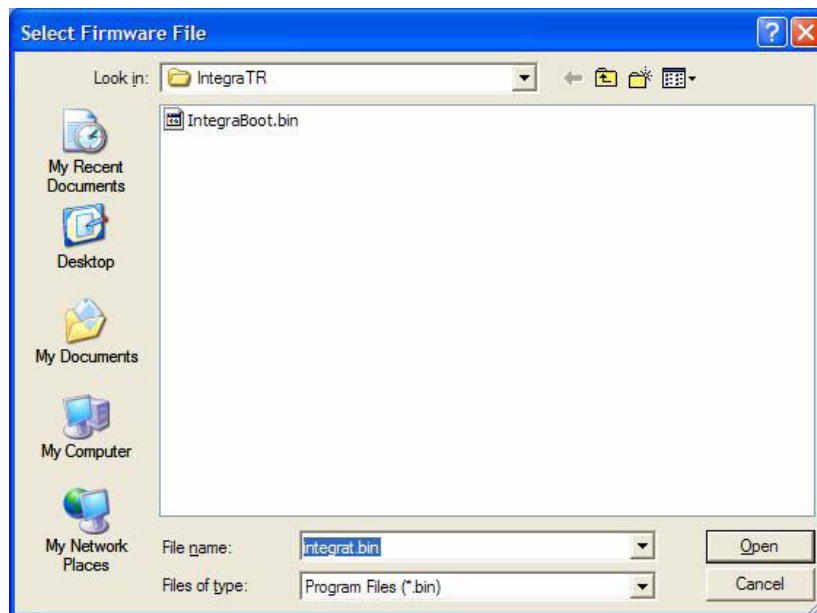 Select Firmware File
Look in:
IntegraTR
IntegraBoot.bin
My Recent
Documents
Desktop
My Documents
My Computer
My Network
Places
File name:
integrat.bin
Open
Files of type:
Program Files (*.bin)
Cancel